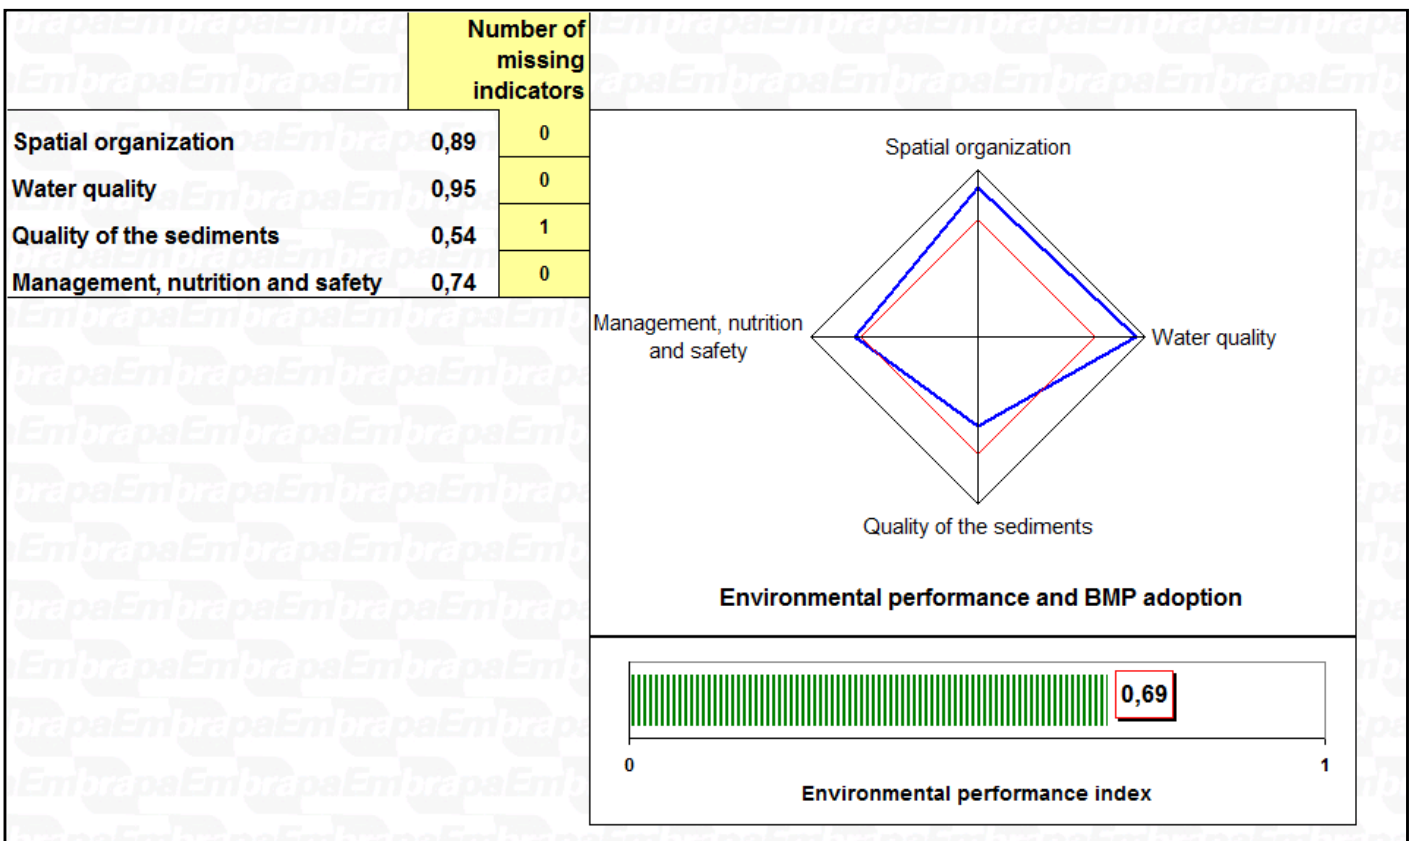 Number of
missing
indicators
Spatial organization 0,89 0
Water quality 0,95 0
Quality of the sediments 0,54 1
Management, nutrition and safety 0,74 0
Spatial organization
Management, nutrition
and safety
Water quality
Quality of the sediments
Environmental performance and BMP adoption
0,69
0 1
Environmental performance index
Embrapa